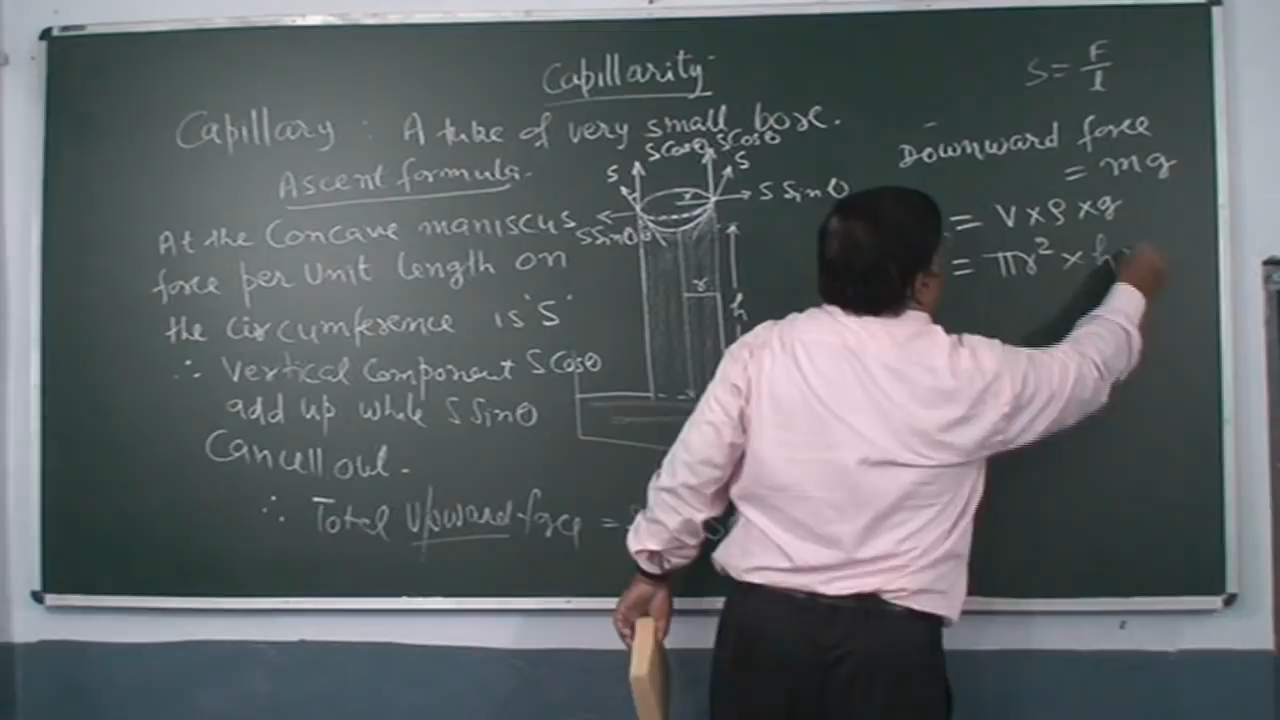 Capillarity
Capillary : A tube of very small bore.
Ascent formula.
At the Concave maniscus
force per Unit length on
the circumference is 'S'
∴ Vertical Component S Cosθ
add up while S Sinθ
Cancell out.
∴ Total Upward force =
S Cosθ S Cosθ
S S
S Sinθ
S Sinθ
r
θ
r
h
S = F/l
Downward force
= mg
= V × ρ × g
= πr² × h